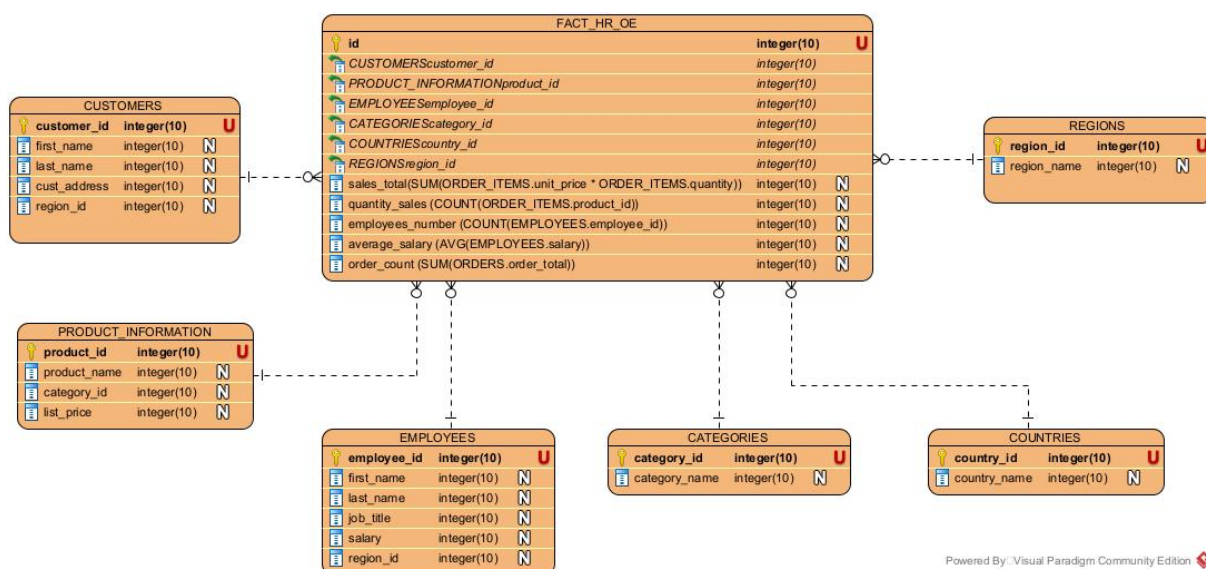 FACT_HR_OE
id integer(10) U
CUSTOMERScustomer_id integer(10)
PRODUCT_INFORMATIONproduct_id integer(10)
EMPLOYEESemployee_id integer(10)
CATEGORIEScategory_id integer(10)
COUNTRIEScountry_id integer(10)
REGIONSregion_id integer(10)
sales_total(SUM(ORDER_ITEMS.unit_price * ORDER_ITEMS.quantity)) integer(10) N
quantity_sales (COUNT(ORDER_ITEMS.product_id)) integer(10) N
employees_number (COUNT(EMPLOYEES.employee_id)) integer(10) N
average_salary (AVG(EMPLOYEES.salary)) integer(10) N
order_count (SUM(ORDERS.order_total)) integer(10) N
CUSTOMERS
customer_id integer(10) U
first_name integer(10) N
last_name integer(10) N
cust_address integer(10) N
region_id integer(10) N
REGIONS
region_id integer(10) U
region_name integer(10) N
PRODUCT_INFORMATION
product_id integer(10) U
product_name integer(10) N
category_id integer(10) N
list_price integer(10) N
EMPLOYEES
employee_id integer(10) U
first_name integer(10) N
last_name integer(10) N
job_title integer(10) N
salary integer(10) N
region_id integer(10) N
CATEGORIES
category_id integer(10) U
category_name integer(10) N
COUNTRIES
country_id integer(10) U
country_name integer(10) N
Powered By Visual Paradigm Community Edition